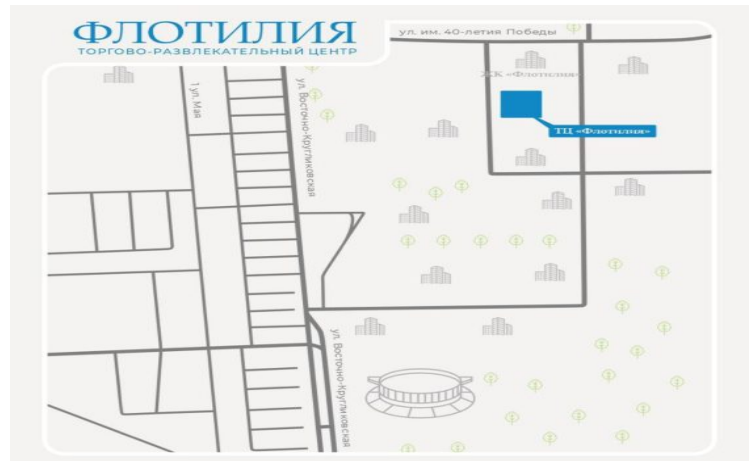 ФЛОТИЛИЯ
ТОРГОВО-РАЗВЛЕКАТЕЛЬНЫЙ ЦЕНТР
ул. им. 40-летия Победы
ЖК «Флотилия»
ТЦ «Флотилия»
1 ул. Мая
ул. Восточно-Кругликовская
ул. Восточно-Кругликовская